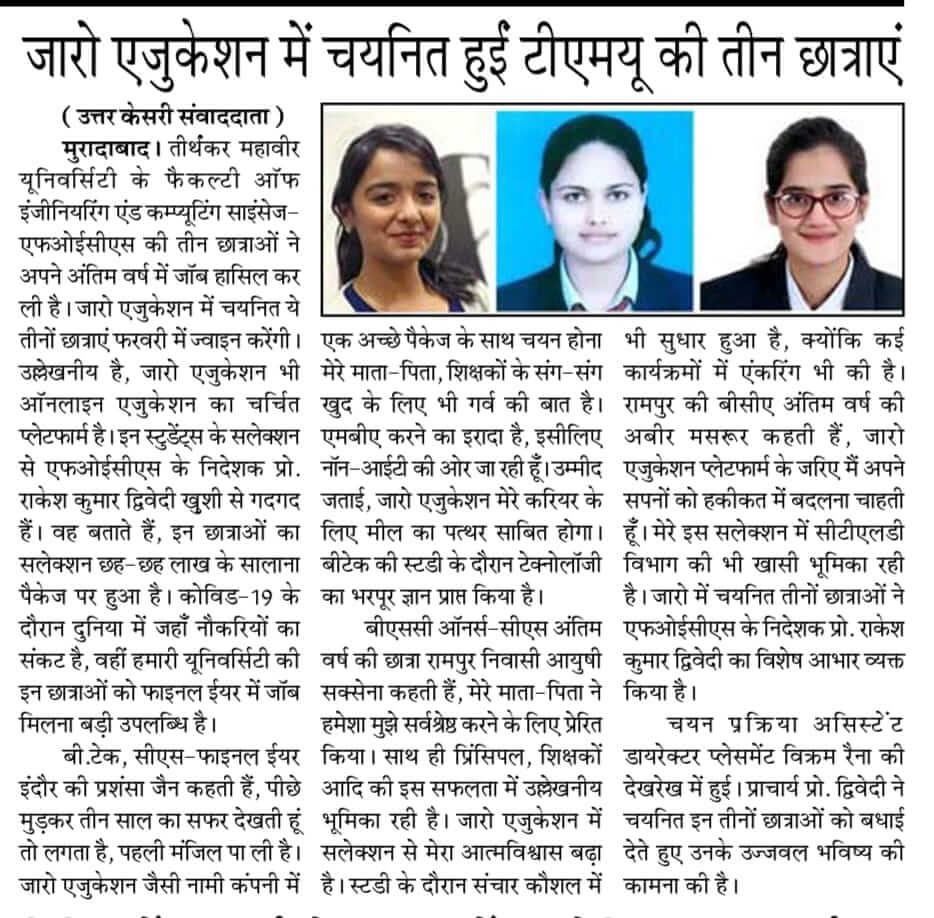 जारो एजुकेशन में चयनित हुईं टीएमयू की तीन छात्राएं
( उत्तर केसरी संवाददाता )
मुरादाबाद। तीर्थंकर महावीर
यूनिवर्सिटी के फैकल्टी ऑफ
इंजीनियरिंग एंड कम्प्यूटिंग साइंसेज-
एफओईसीएस की तीन छात्राओं ने
अपने अंतिम वर्ष में जॉब हासिल कर
ली है। जारो एजुकेशन में चयनित ये
तीनों छात्राएं फरवरी में ज्वाइन करेंगी।
उल्लेखनीय है, जारो एजुकेशन भी
ऑनलाइन एजुकेशन का चर्चित
प्लेटफार्म है। इन स्टुडेंट्स के सलेक्शन
से एफओईसीएस के निदेशक प्रो.
राकेश कुमार द्विवेदी खुशी से गदगद
हैं। वह बताते हैं, इन छात्राओं का
सलेक्शन छह-छह लाख के सालाना
पैकेज पर हुआ है। कोविड-19 के
दौरान दुनिया में जहाँ नौकरियों का
संकट है, वहीं हमारी यूनिवर्सिटी की
इन छात्राओं को फाइनल ईयर में जॉब
मिलना बड़ी उपलब्धि है।
बी.टेक, सीएस-फाइनल ईयर
इंदौर की प्रशंसा जैन कहती हैं, पीछे
मुड़कर तीन साल का सफर देखती हूं
तो लगता है, पहली मंजिल पा ली है।
जारो एजुकेशन जैसी नामी कंपनी में
एक अच्छे पैकेज के साथ चयन होना
मेरे माता-पिता, शिक्षकों के संग-संग
खुद के लिए भी गर्व की बात है।
एमबीए करने का इरादा है, इसीलिए
नॉन-आईटी की ओर जा रही हूँ। उम्मीद
जताई, जारो एजुकेशन मेरे करियर के
लिए मील का पत्थर साबित होगा।
बीटेक की स्टडी के दौरान टेक्नोलॉजी
का भरपूर ज्ञान प्राप्त किया है।
बीएससी ऑनर्स-सीएस अंतिम
वर्ष की छात्रा रामपुर निवासी आयुषी
सक्सेना कहती हैं, मेरे माता-पिता ने
हमेशा मुझे सर्वश्रेष्ठ करने के लिए प्रेरित
किया। साथ ही प्रिंसिपल, शिक्षकों
आदि की इस सफलता में उल्लेखनीय
भूमिका रही है। जारो एजुकेशन में
सलेक्शन से मेरा आत्मविश्वास बढ़ा
है। स्टडी के दौरान संचार कौशल में
भी सुधार हुआ है, क्योंकि कई
कार्यक्रमों में एंकरिंग भी की है।
रामपुर की बीसीए अंतिम वर्ष की
अबीर मसरूर कहती हैं, जारो
एजुकेशन प्लेटफार्म के जरिए मैं अपने
सपनों को हकीकत में बदलना चाहती
हूँ। मेरे इस सलेक्शन में सीटीएलडी
विभाग की भी खासी भूमिका रही
है। जारो में चयनित तीनों छात्राओं ने
एफओईसीएस के निदेशक प्रो. राकेश
कुमार द्विवेदी का विशेष आभार व्यक्त
किया है।
चयन प्रक्रिया असिस्टेंट
डायरेक्टर प्लेसमेंट विक्रम रैना की
देखरेख में हुई। प्राचार्य प्रो. द्विवेदी ने
चयनित इन तीनों छात्राओं को बधाई
देते हुए उनके उज्जवल भविष्य की
कामना की है।